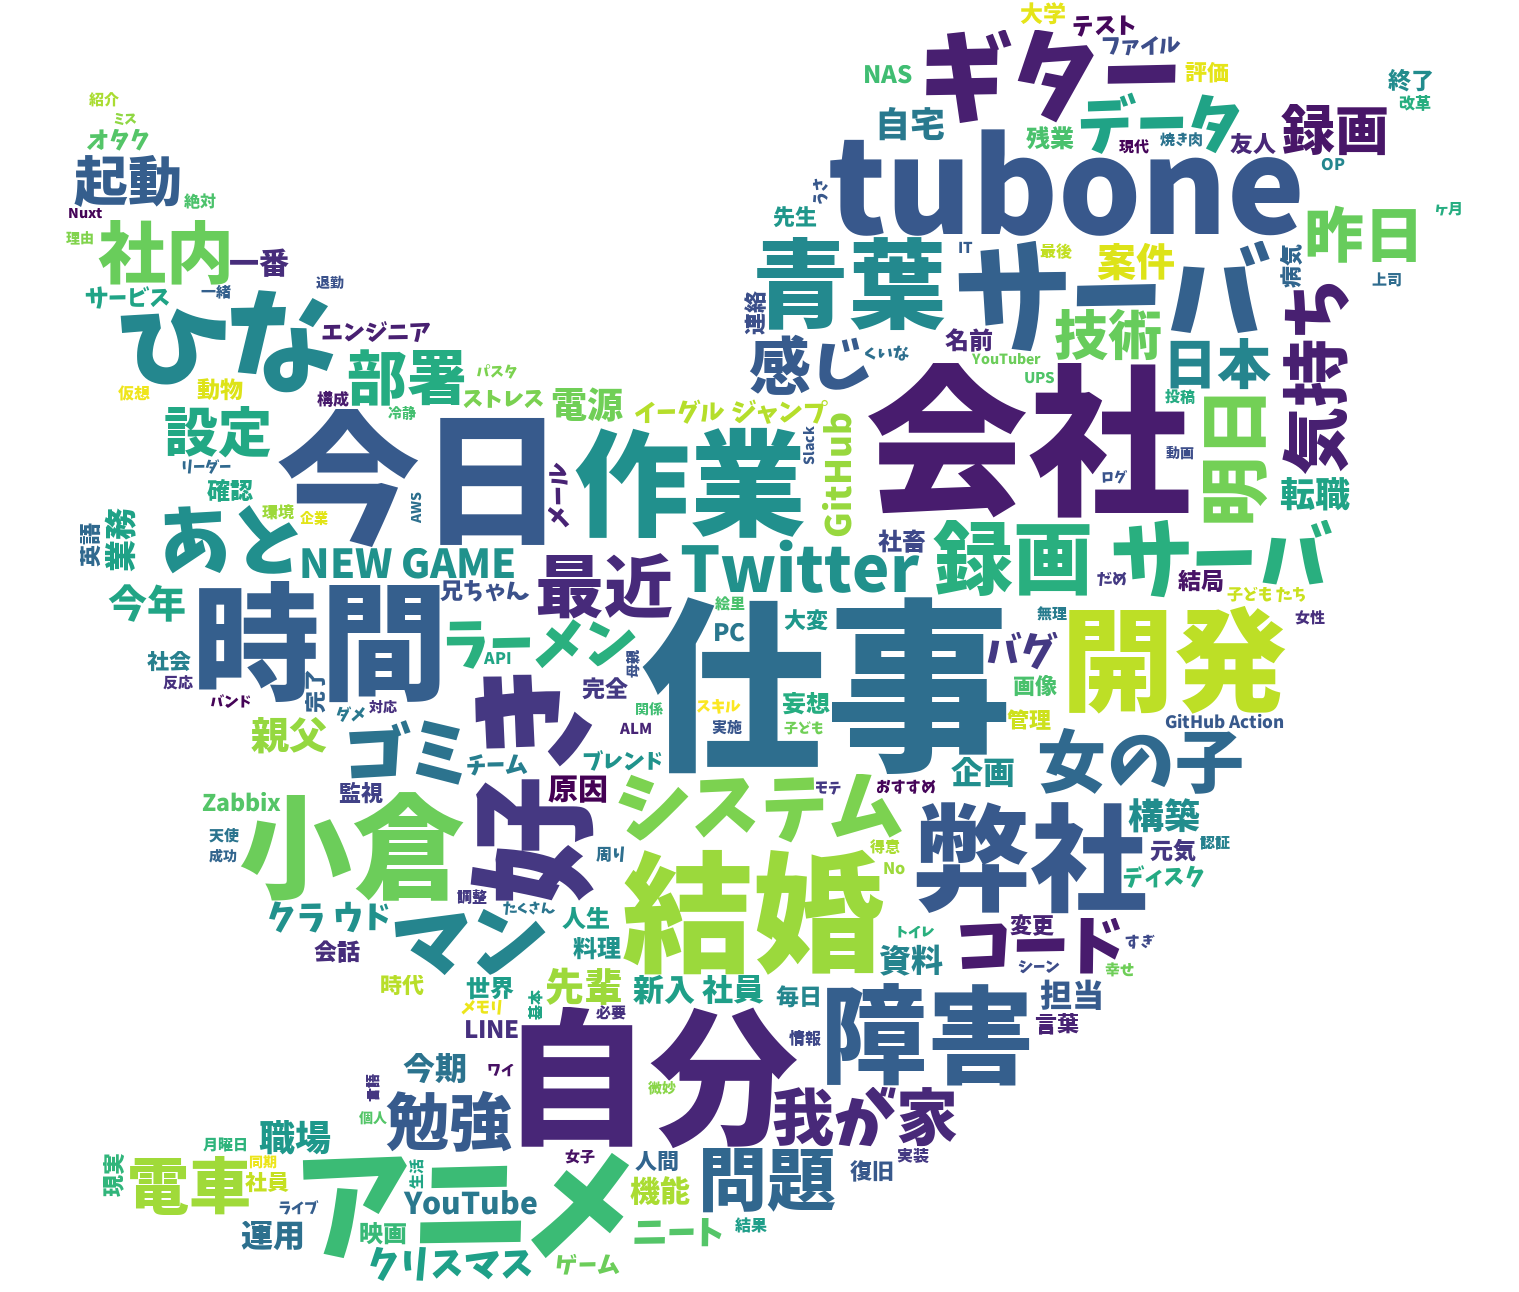 大学
テスト
ファイル
NAS
ギター
評価
終了
改革
紹介
ミス
オタク
自宅
データ
残業
現代
焼き肉
友人
録画
OP
起動
絶対
Nuxt
理由
うさ
tubone
先生
昨日
ヶ月
社内
一番
青葉
IT
最後
案件
サーバ
病気
上司
サービス
一緒
退勤
ひな
エンジニア
連絡
感じ
くいな
名前
YouTuber
UPS
技術
日本
気持ち
仮想
動物
構成
部署
パスタ
冷静
ストレス
電源
イーグル ジャンプ
投稿
設定
リーダー
確認
今日
AWS
メール
作業
Slack
GitHub
会社
ログ
動画
明日
転職
環境
企業
英語
業務
あと
NEW GAME
兄ちゃん
最近
Twitter
社畜
録画
サーバ
だめ
結局
子どもたち
女性
今年
時間
ラーメン
API
絵里
PC
大変
仕事
無理
バグ
開発
社会
反応
バンド
完了
ダメ
対応
母親
完全
関係
スキル
妄想
画像
ALM
実施
子ども
管理
GitHub Action
親父
ゴミ
チーム
好き
ブレンド
企画
女の子
監視
原因
システム
モテ
おすすめ
Zabbix
小倉
天使
成功
周り
得意
No
弊社
構築
元気
認証
ディスク
調整
たくさん
クラウド
マン
人生
結婚
会話
料理
トイレ
資料
コード
変更
すぎ
シーン
幸せ
時代
世界
メモリ
基本
先輩
新入 社員
毎日
障害
担当
言葉
LINE
必要
自分
情報
今期
ワイ
言語
微妙
個人
勉強
我が家
月曜日
職場
女子
人間
問題
復旧
実装
現実
電車
同期
社員
アニメ
生活
YouTube
機能
ライブ
運用
映画
ニート
結果
クリスマス
ゲーム